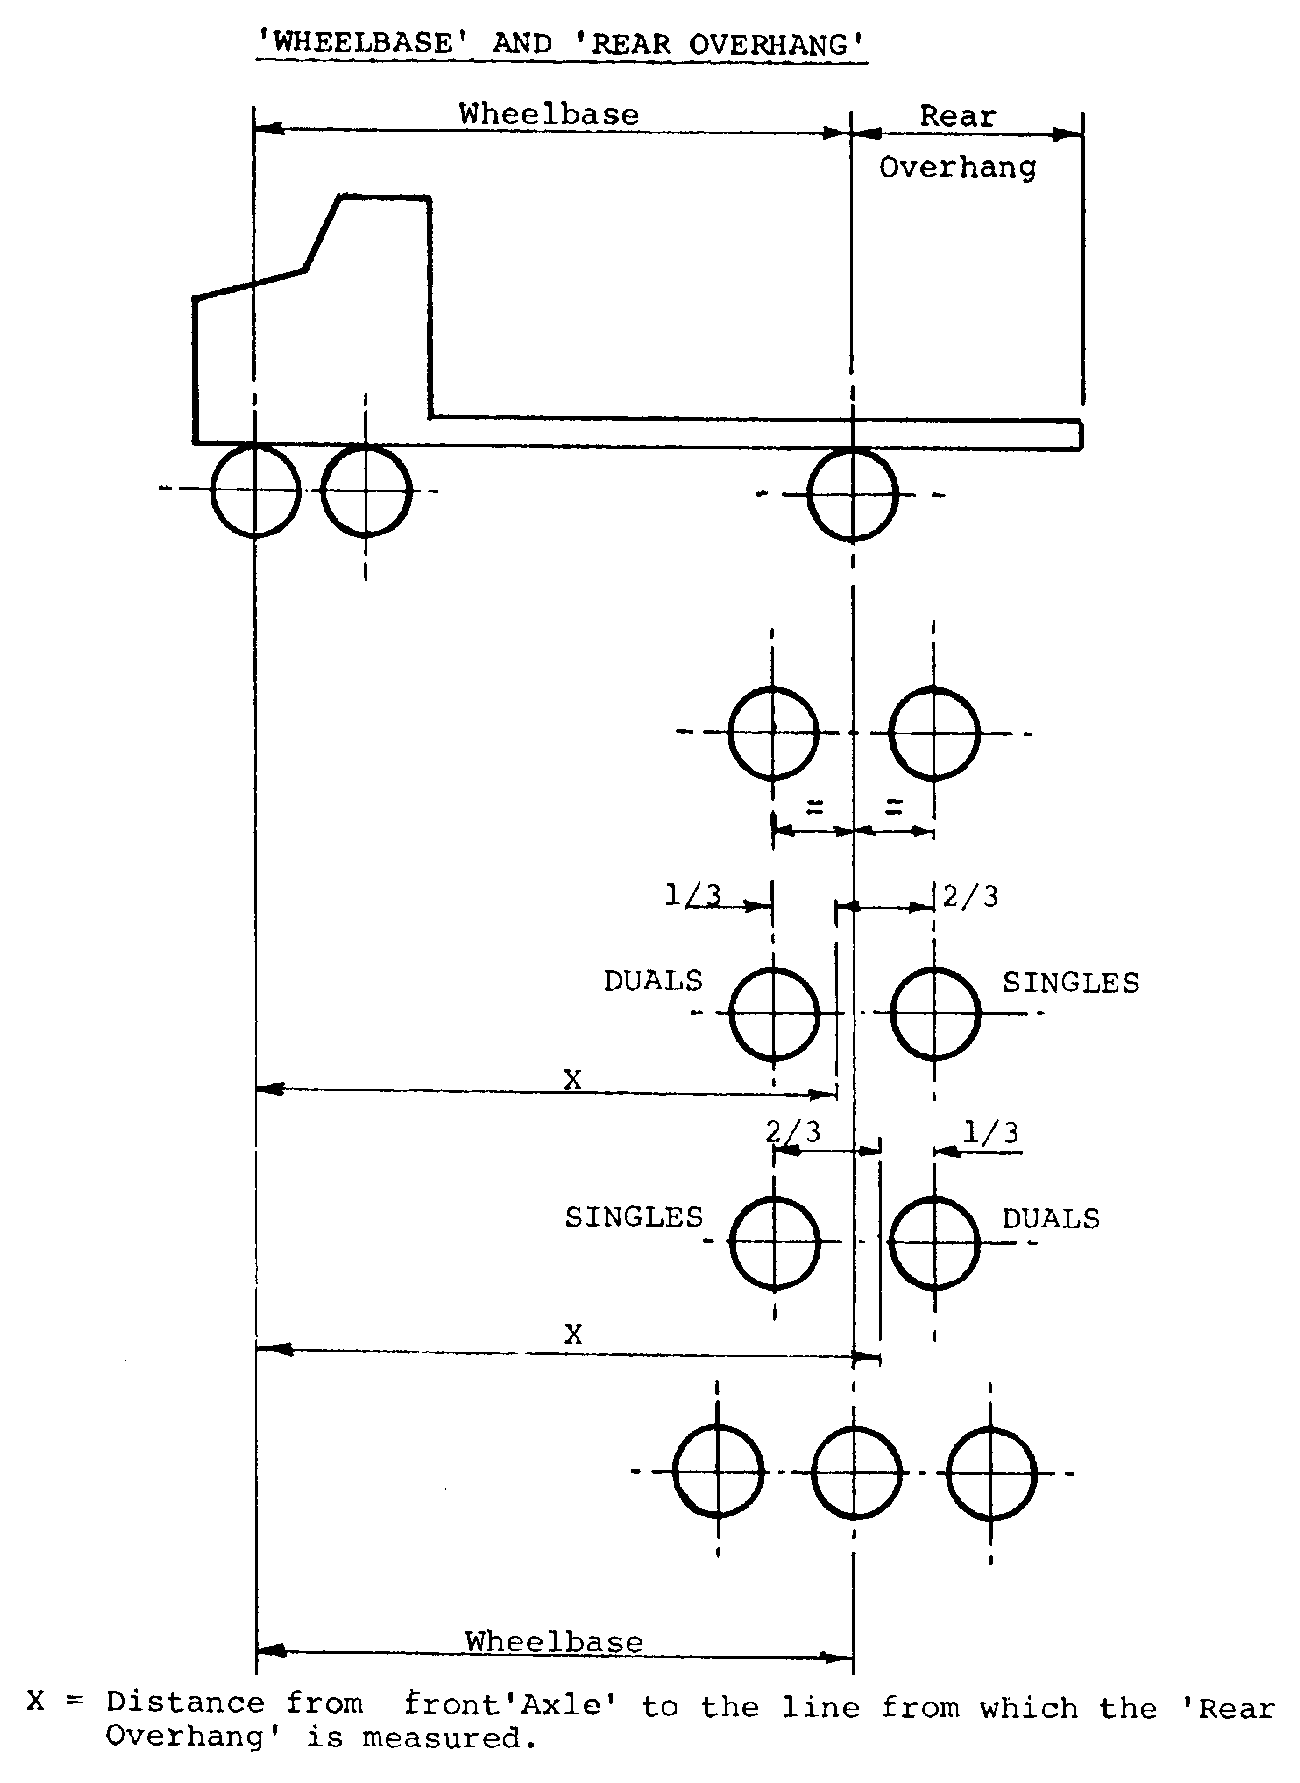 'WHEELBASE' AND 'REAR OVERHANG'
Wheelbase
Rear
Overhang
= =
1/3 2/3
DUALS SINGLES
X
2/3 1/3
SINGLES DUALS
X
Wheelbase
X = Distance from front'Axle' to the line from which the 'Rear
Overhang' is measured.